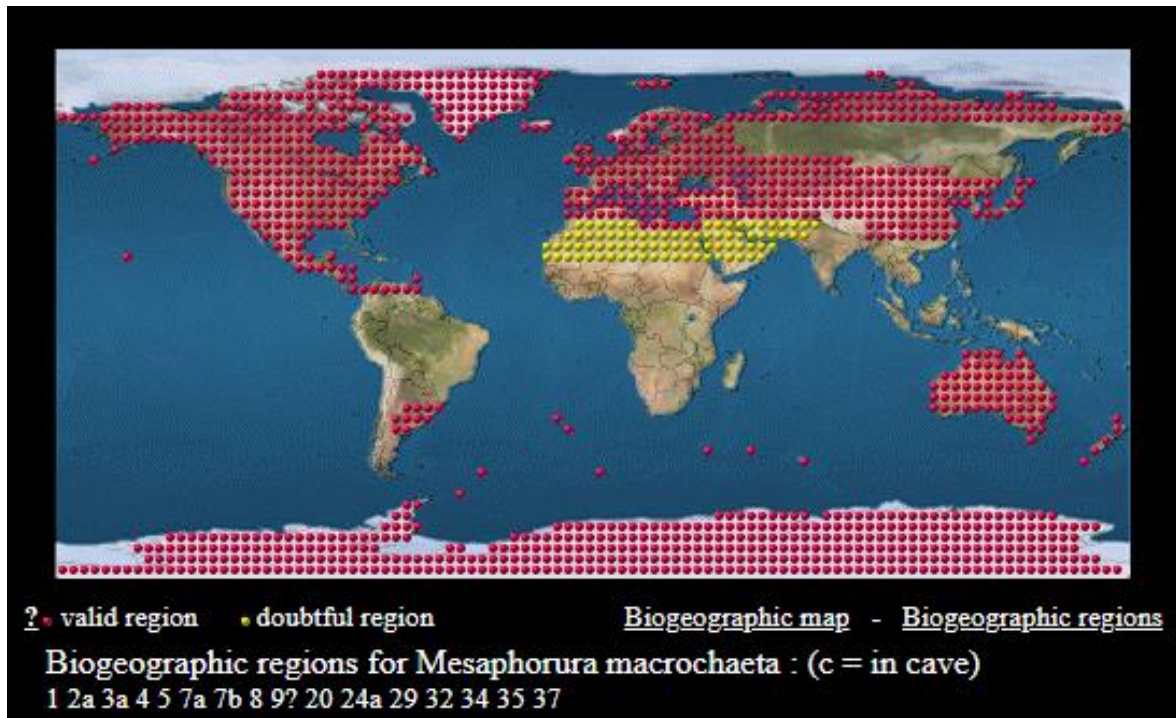 ? valid region doubtful region Biogeographic map - Biogeographic regions
Biogeographic regions for Mesaphorura macrochaeta : (c = in cave)
1 2a 3a 4 5 7a 7b 8 9? 20 24a 29 32 34 35 37